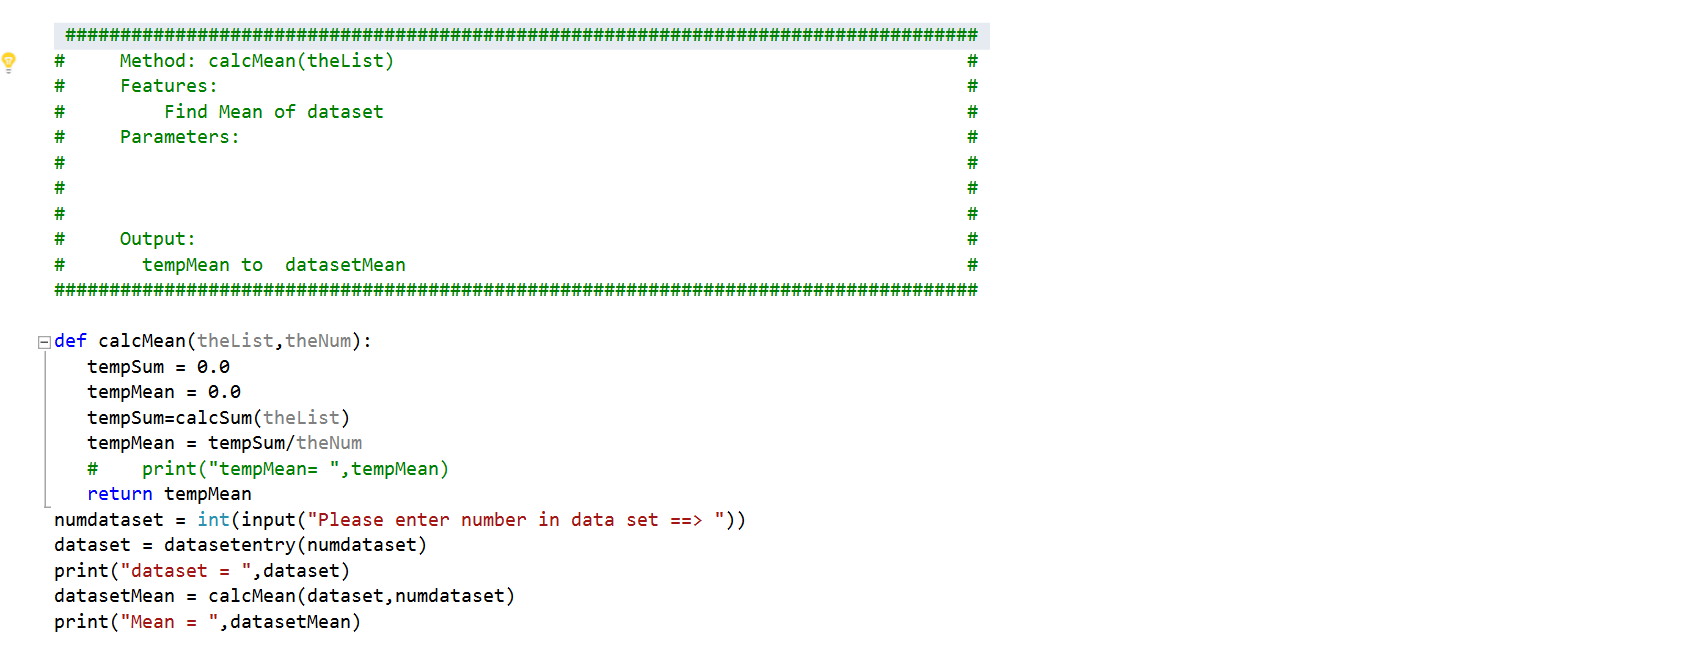 ###################################################################################
#     Method: calcMean(theList)                                                    #
#     Features:                                                                    #
#         Find Mean of dataset                                                     #
#     Parameters:                                                                  #
#                                                                                  #
#                                                                                  #
#                                                                                  #
#     Output:                                                                      #
#       tempMean to  datasetMean                                                   #
####################################################################################
def calcMean(theList,theNum):
   tempSum = 0.0
   tempMean = 0.0
   tempSum=calcSum(theList)
   tempMean = tempSum/theNum
   #    print("tempMean= ",tempMean)
   return tempMean
numdataset = int(input("Please enter number in data set ==> "))
dataset = datasetentry(numdataset)
print("dataset = ",dataset)
datasetMean = calcMean(dataset,numdataset)
print("Mean = ",datasetMean)